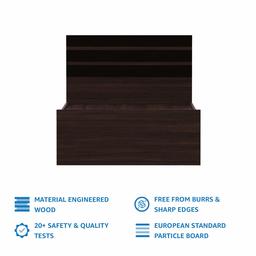 MATERIAL ENGINEERED
WOOD
FREE FROM BURRS &
SHARP EDGES
20+ SAFETY & QUALITY
TESTS
EUROPEAN STANDARD
PARTICLE BOARD